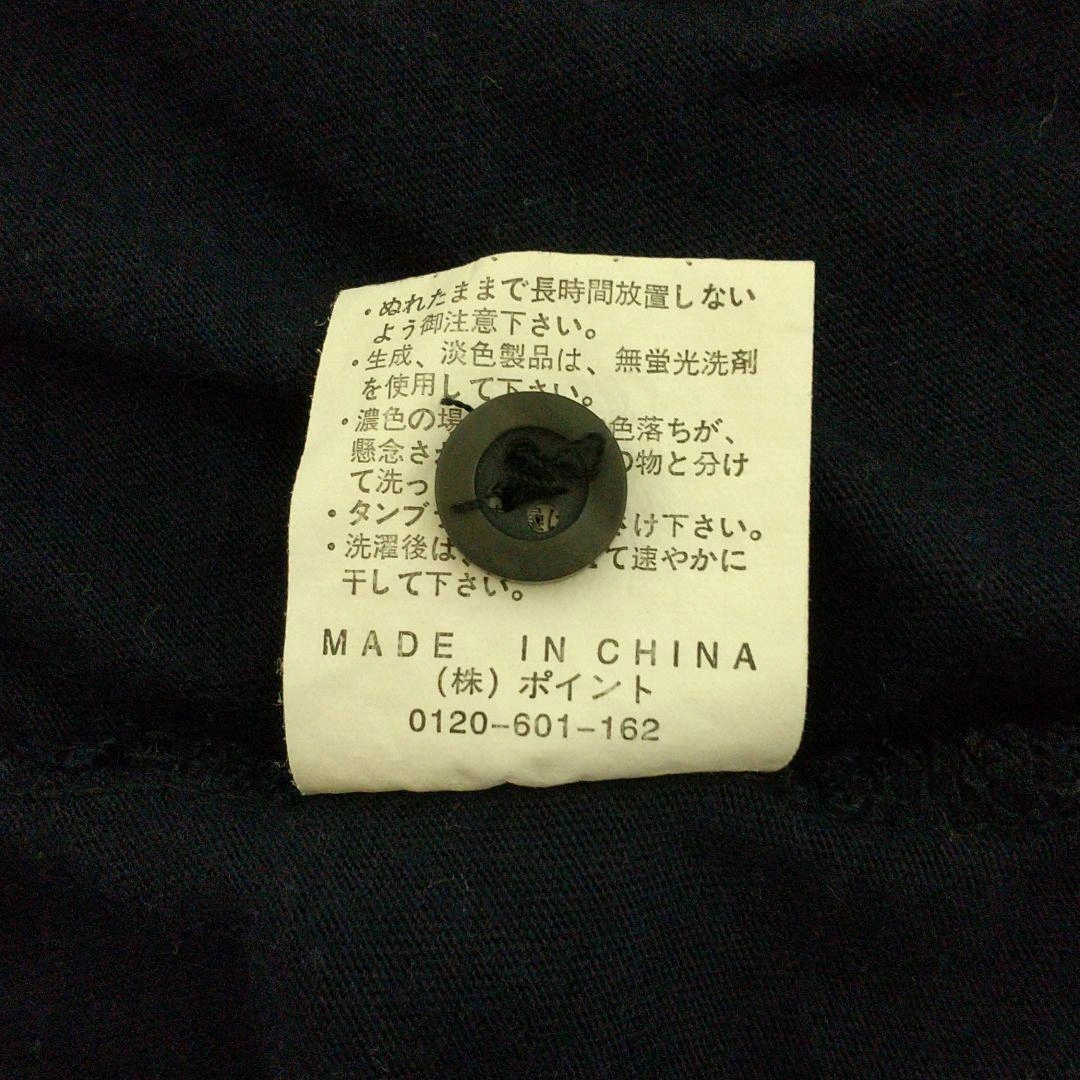 ・ぬれたままで長時間放置しない
よう御注意下さい。
・生成、淡色製品は、無蛍光洗剤
を使用して下さい。
・濃色の場 色落ちが、
懸念さ の物と分け
て洗っ
・タンブ け下さい。
・洗濯後は、 て速やかに
干して下さい。
MADE IN CHINA
(株)ポイント
0120-601-162